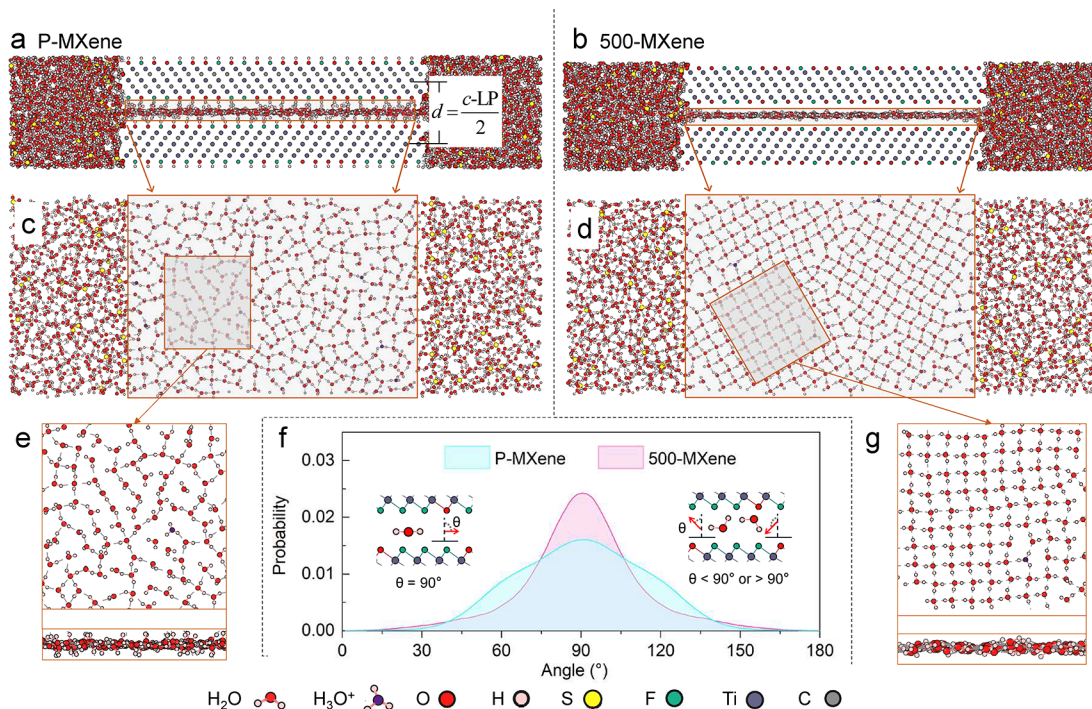 a P-MXene
b 500-MXene
d = c-LP / 2
c
d
e
f
g
P-MXene
500-MXene
0.03
0.02
0.01
0.00
Probability
θ
θ = 90°
θ
θ < 90° or > 90°
0
30
60
90
120
150
180
Angle (°)
H₂O H₃O⁺ O H S F Ti C